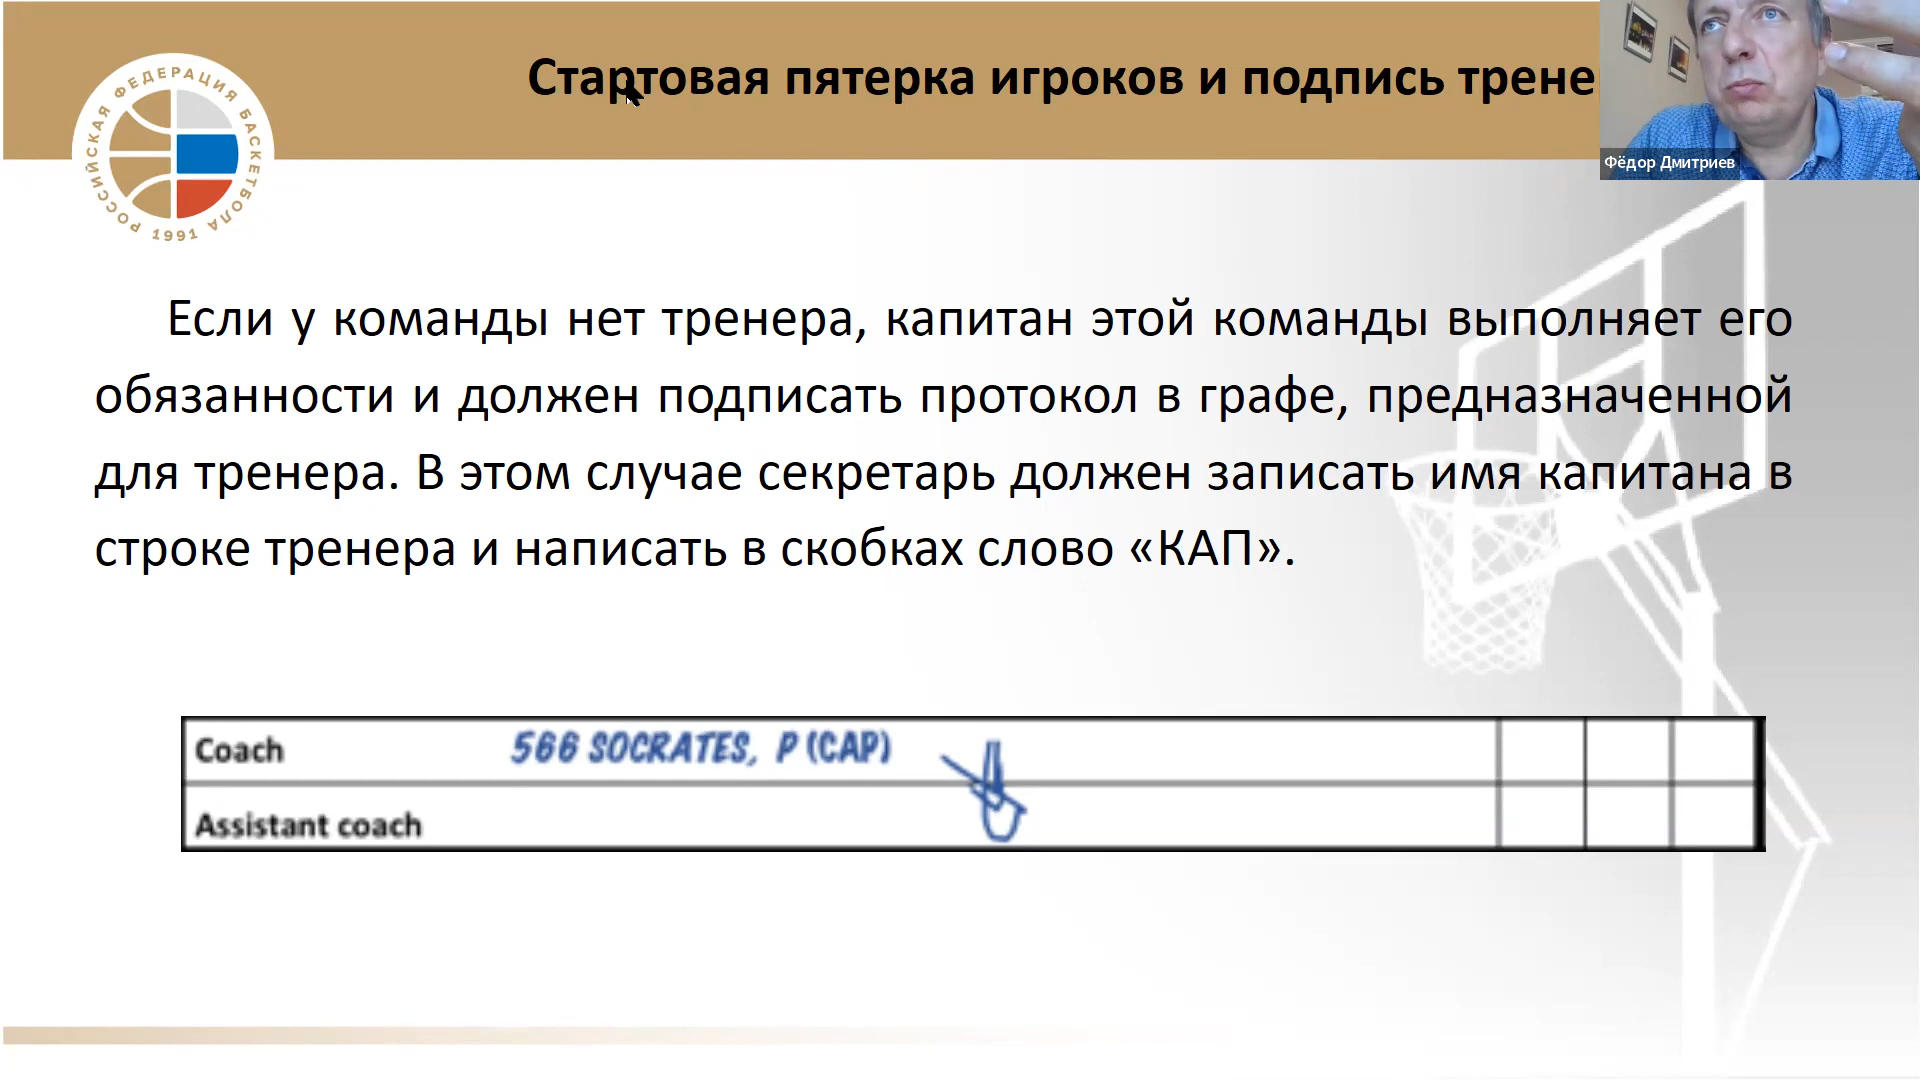 Стартовая пятерка игроков и подпись трене
РОССИЙСКАЯ ФЕДЕРАЦИЯ БАСКЕТБОЛА
1991
Фёдор Дмитриев
Если у команды нет тренера, капитан этой команды выполняет его
обязанности и должен подписать протокол в графе, предназначенной
для тренера. В этом случае секретарь должен записать имя капитана в
строке тренера и написать в скобках слово «КАП».
Coach 566 SOCRATES, P (CAP)
Assistant coach